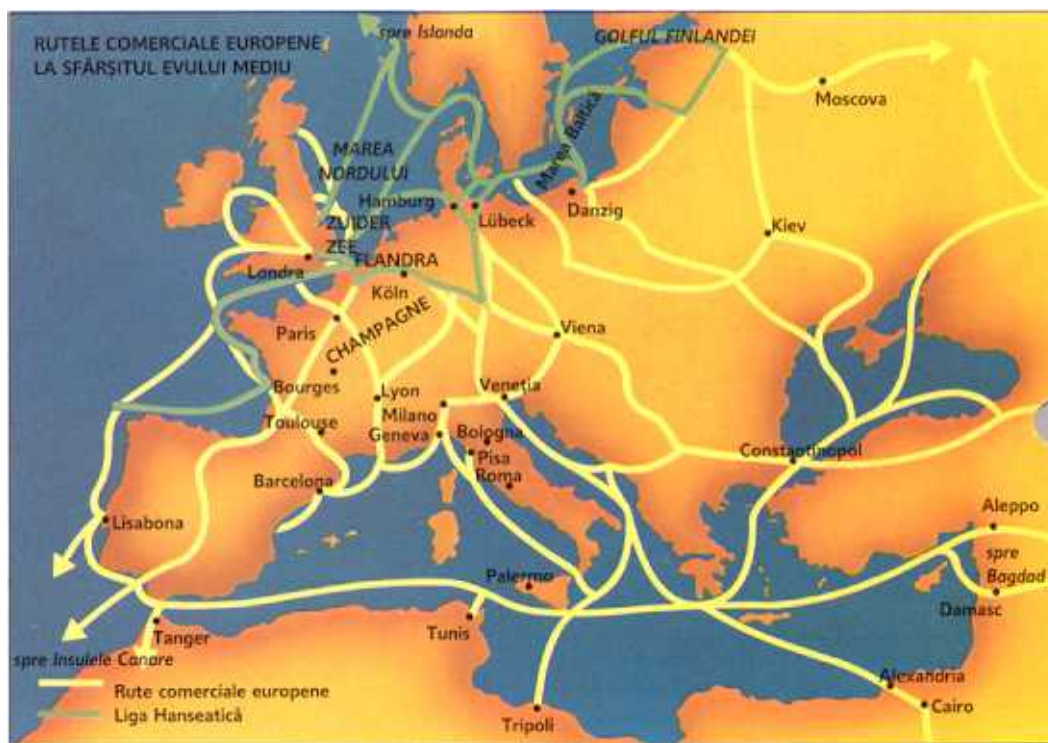 RUTELE COMERCIALE EUROPENE
LA SFÂRȘITUL EVULUI MEDIU
spre Islanda
GOLFUL FINLANDEI
Moscova
MAREA
NORDULUI
Marea Baltică
Hamburg
Lübeck
Danzig
Kiev
ZUIDER
ZEE
FLANDRA
Londra
Köln
Paris
CHAMPAGNE
Viena
Bourges
Lyon
Veneția
Toulouse
Milano
Geneva
Bologna
Pisa
Roma
Constantinopol
Barcelona
Lisabona
Aleppo
spre
Bagdad
Palermo
Damasc
Tanger
Tunis
spre Insulele Canare
Alexandria
Cairo
Tripoli
Rute comerciale europene
Liga Hanseatică